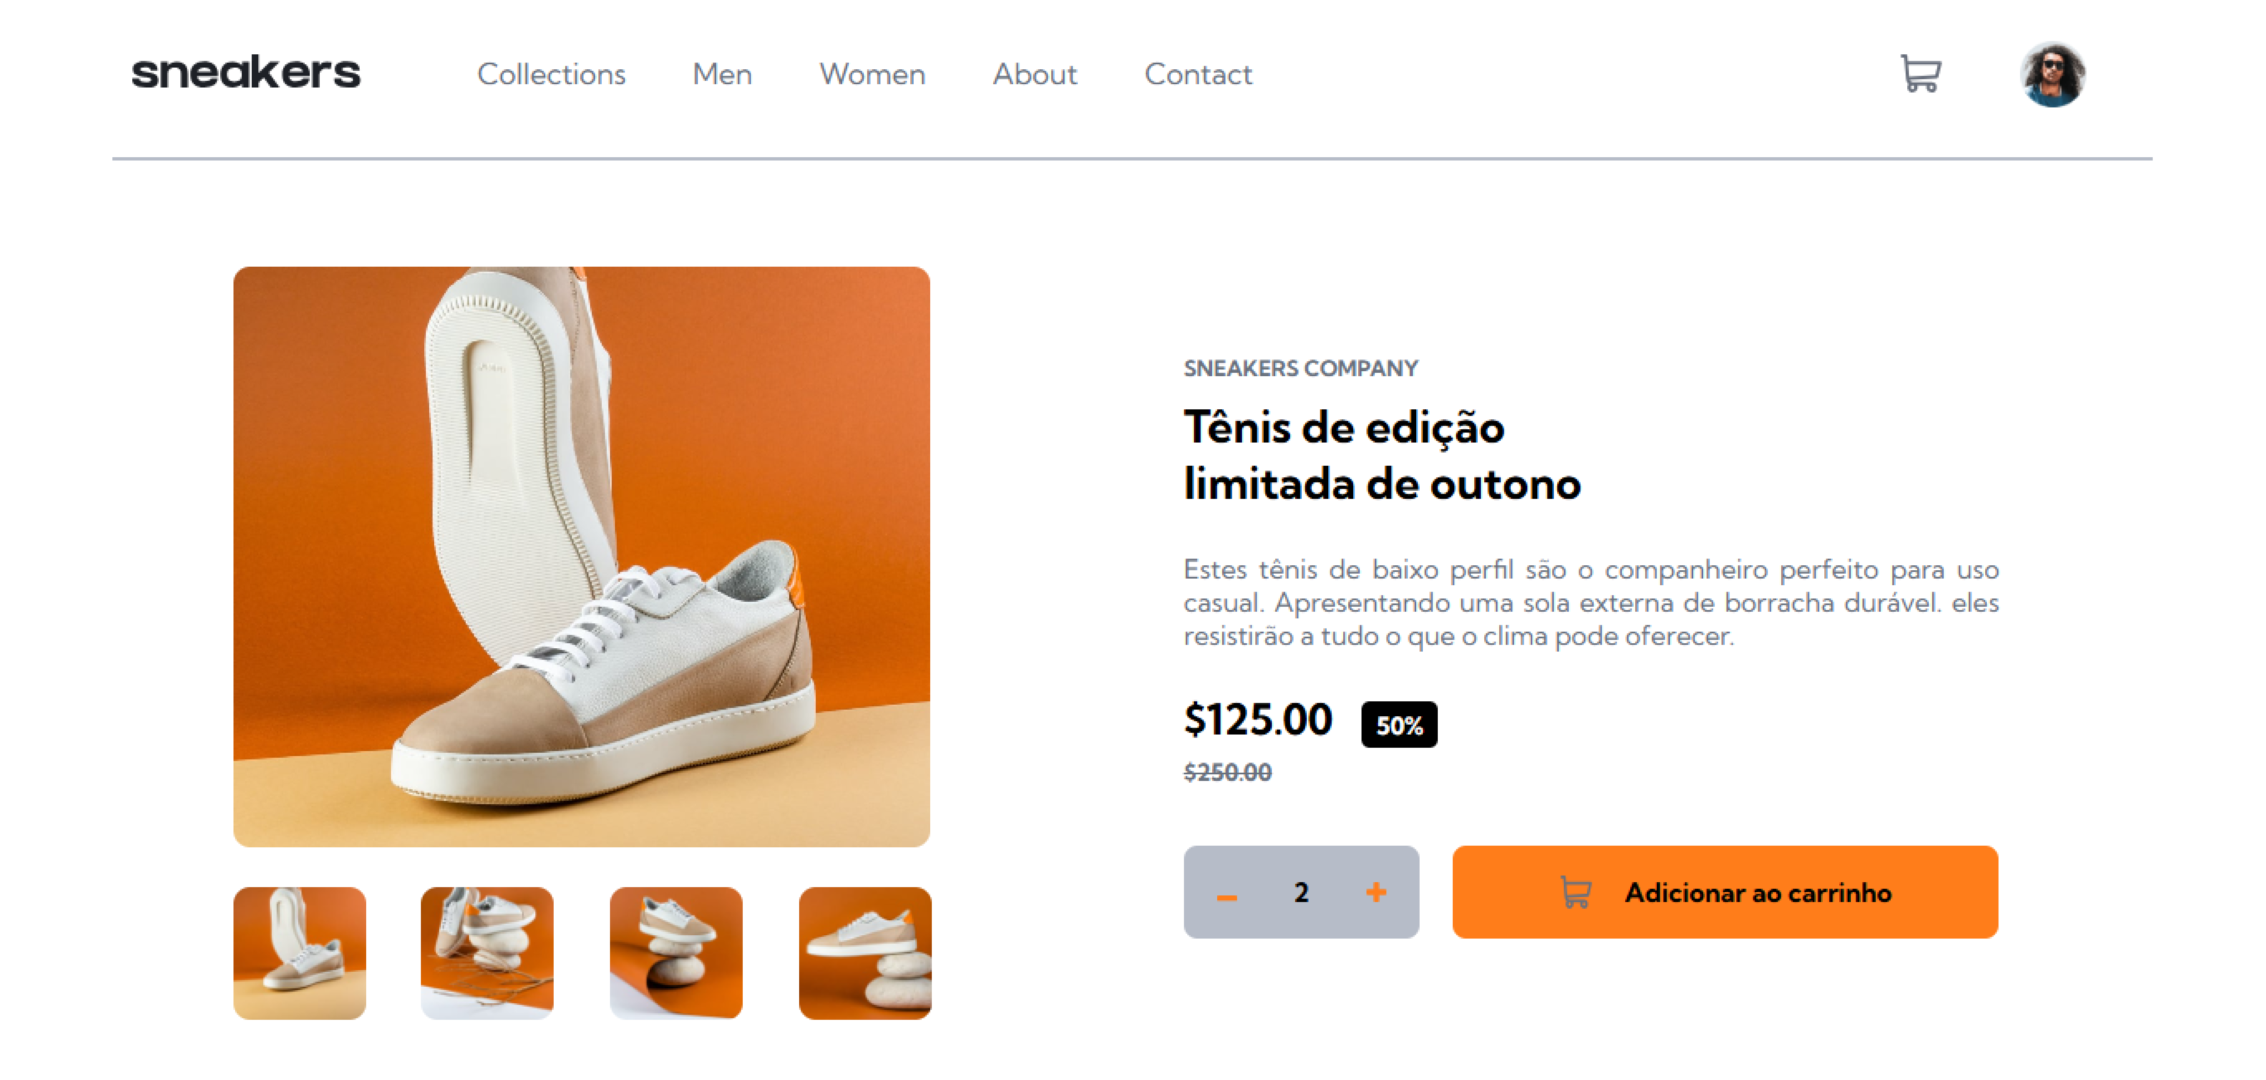 sneakers Collections Men Women About Contact
SNEAKERS COMPANY
Tênis de edição
limitada de outono
Estes tênis de baixo perfil são o companheiro perfeito para uso
casual. Apresentando uma sola externa de borracha durável. eles
resistirão a tudo o que o clima pode oferecer.
$125.00 50%
$250.00
– 2 + Adicionar ao carrinho